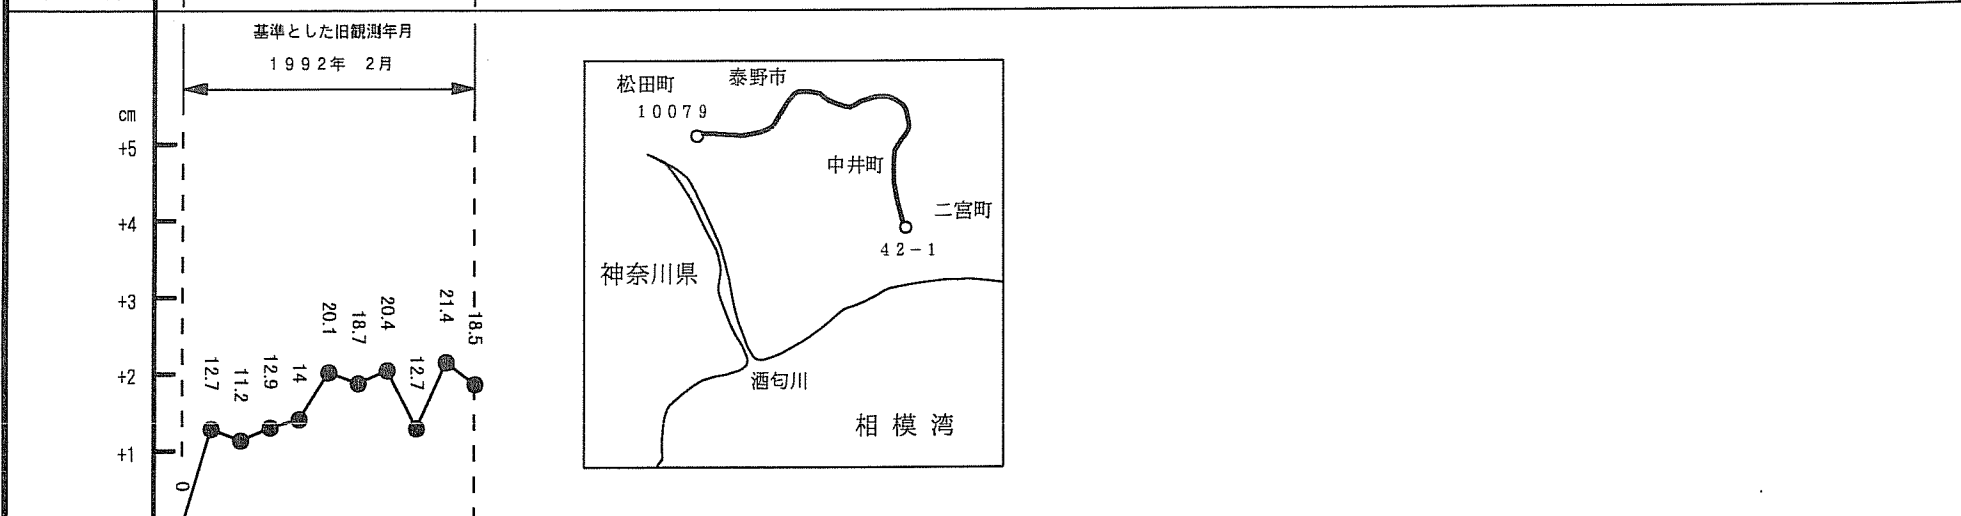 基準とした旧観測年月
1992年 2月
cm
+5
+4
+3
+2
+1
0
12.7
11.2
12.9
14
20.1
18.7
20.4
12.7
21.4
18.5
松田町
泰野市
10079
中井町
二宮町
42-1
神奈川県
酒匂川
相模湾